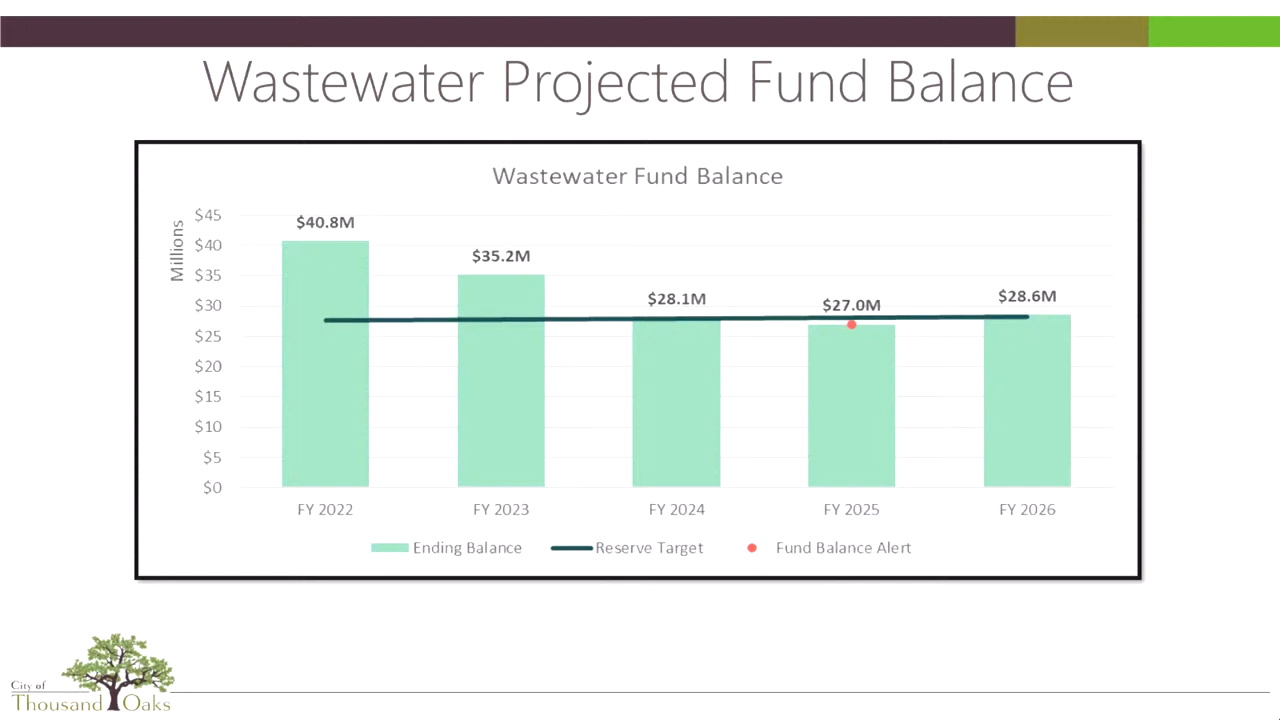 Wastewater Projected Fund Balance
Wastewater Fund Balance
Millions
$45
$40
$35
$30
$25
$20
$15
$10
$5
$0
$40.8M
$35.2M
$28.1M
$27.0M
$28.6M
FY 2022 FY 2023 FY 2024 FY 2025 FY 2026
Ending Balance Reserve Target Fund Balance Alert
City of
Thousand Oaks